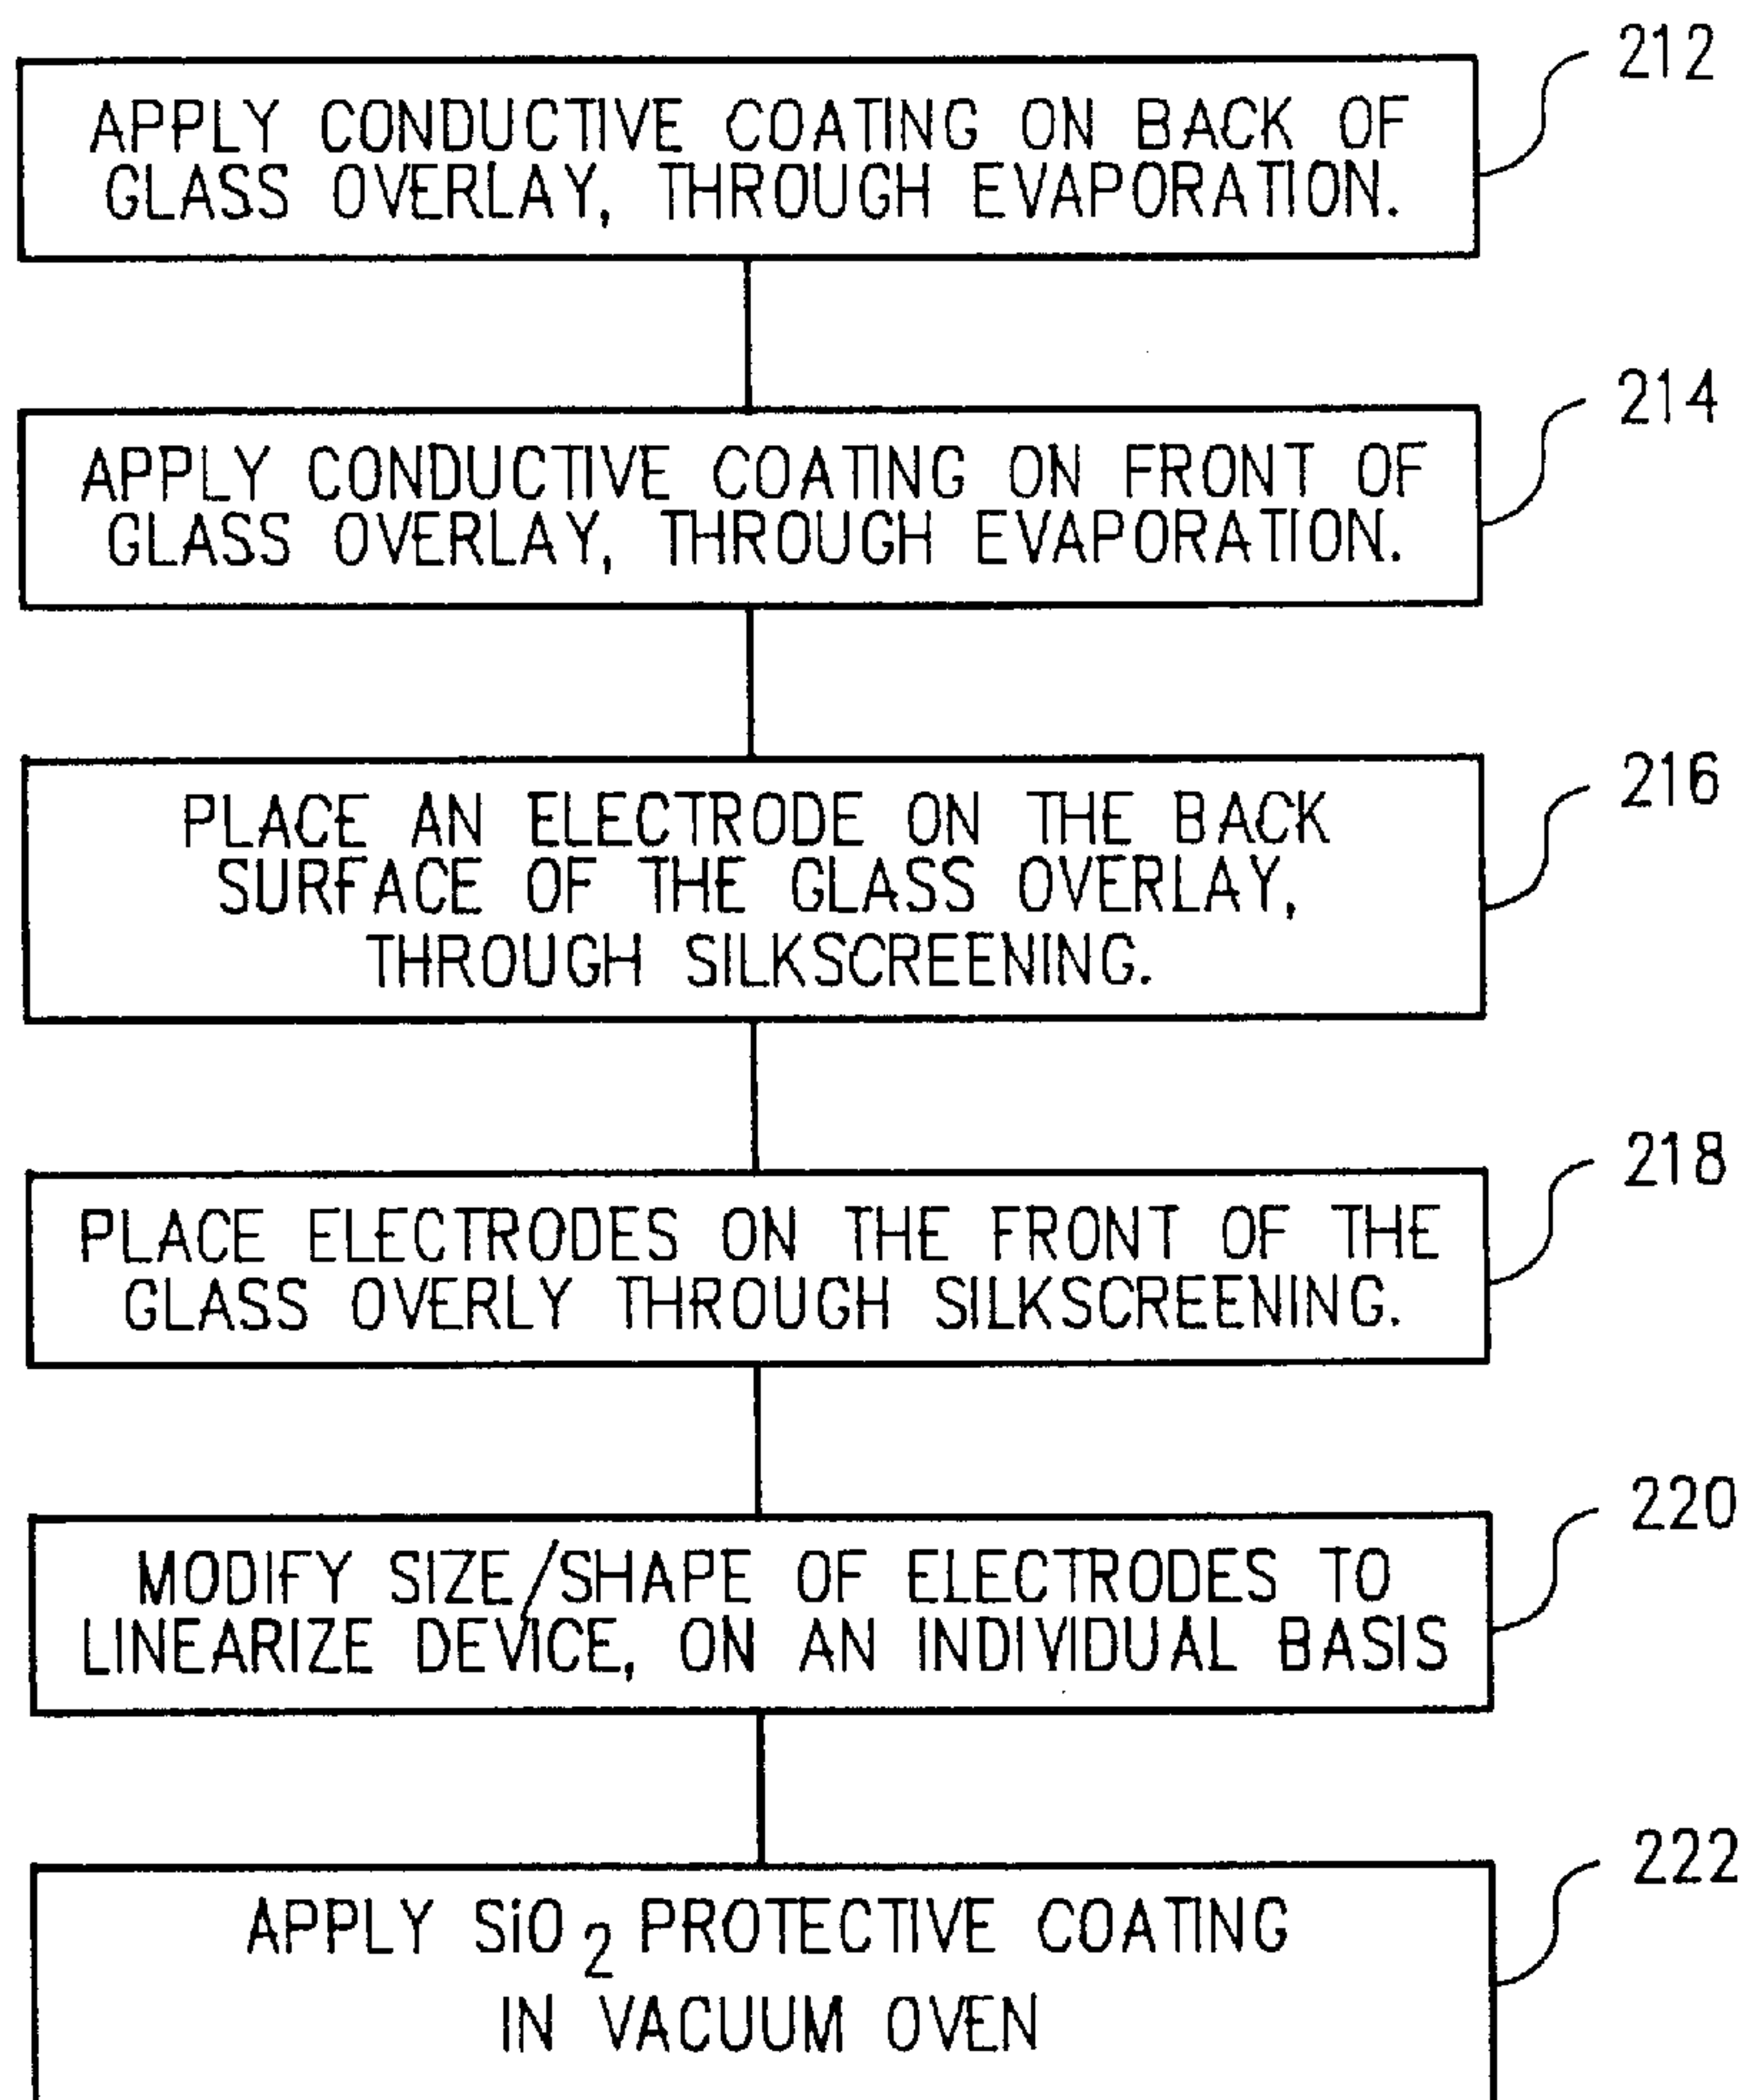 212
APPLY CONDUCTIVE COATING ON BACK OF
GLASS OVERLAY, THROUGH EVAPORATION.
214
APPLY CONDUCTIVE COATING ON FRONT OF
GLASS OVERLAY, THROUGH EVAPORATION.
216
PLACE AN ELECTRODE ON THE BACK
SURFACE OF THE GLASS OVERLAY,
THROUGH SILKSCREENING.
218
PLACE ELECTRODES ON THE FRONT OF THE
GLASS OVERLY THROUGH SILKSCREENING.
220
MODIFY SIZE/SHAPE OF ELECTRODES TO
LINEARIZE DEVICE, ON AN INDIVIDUAL BASIS
222
APPLY SiO2 PROTECTIVE COATING
IN VACUUM OVEN